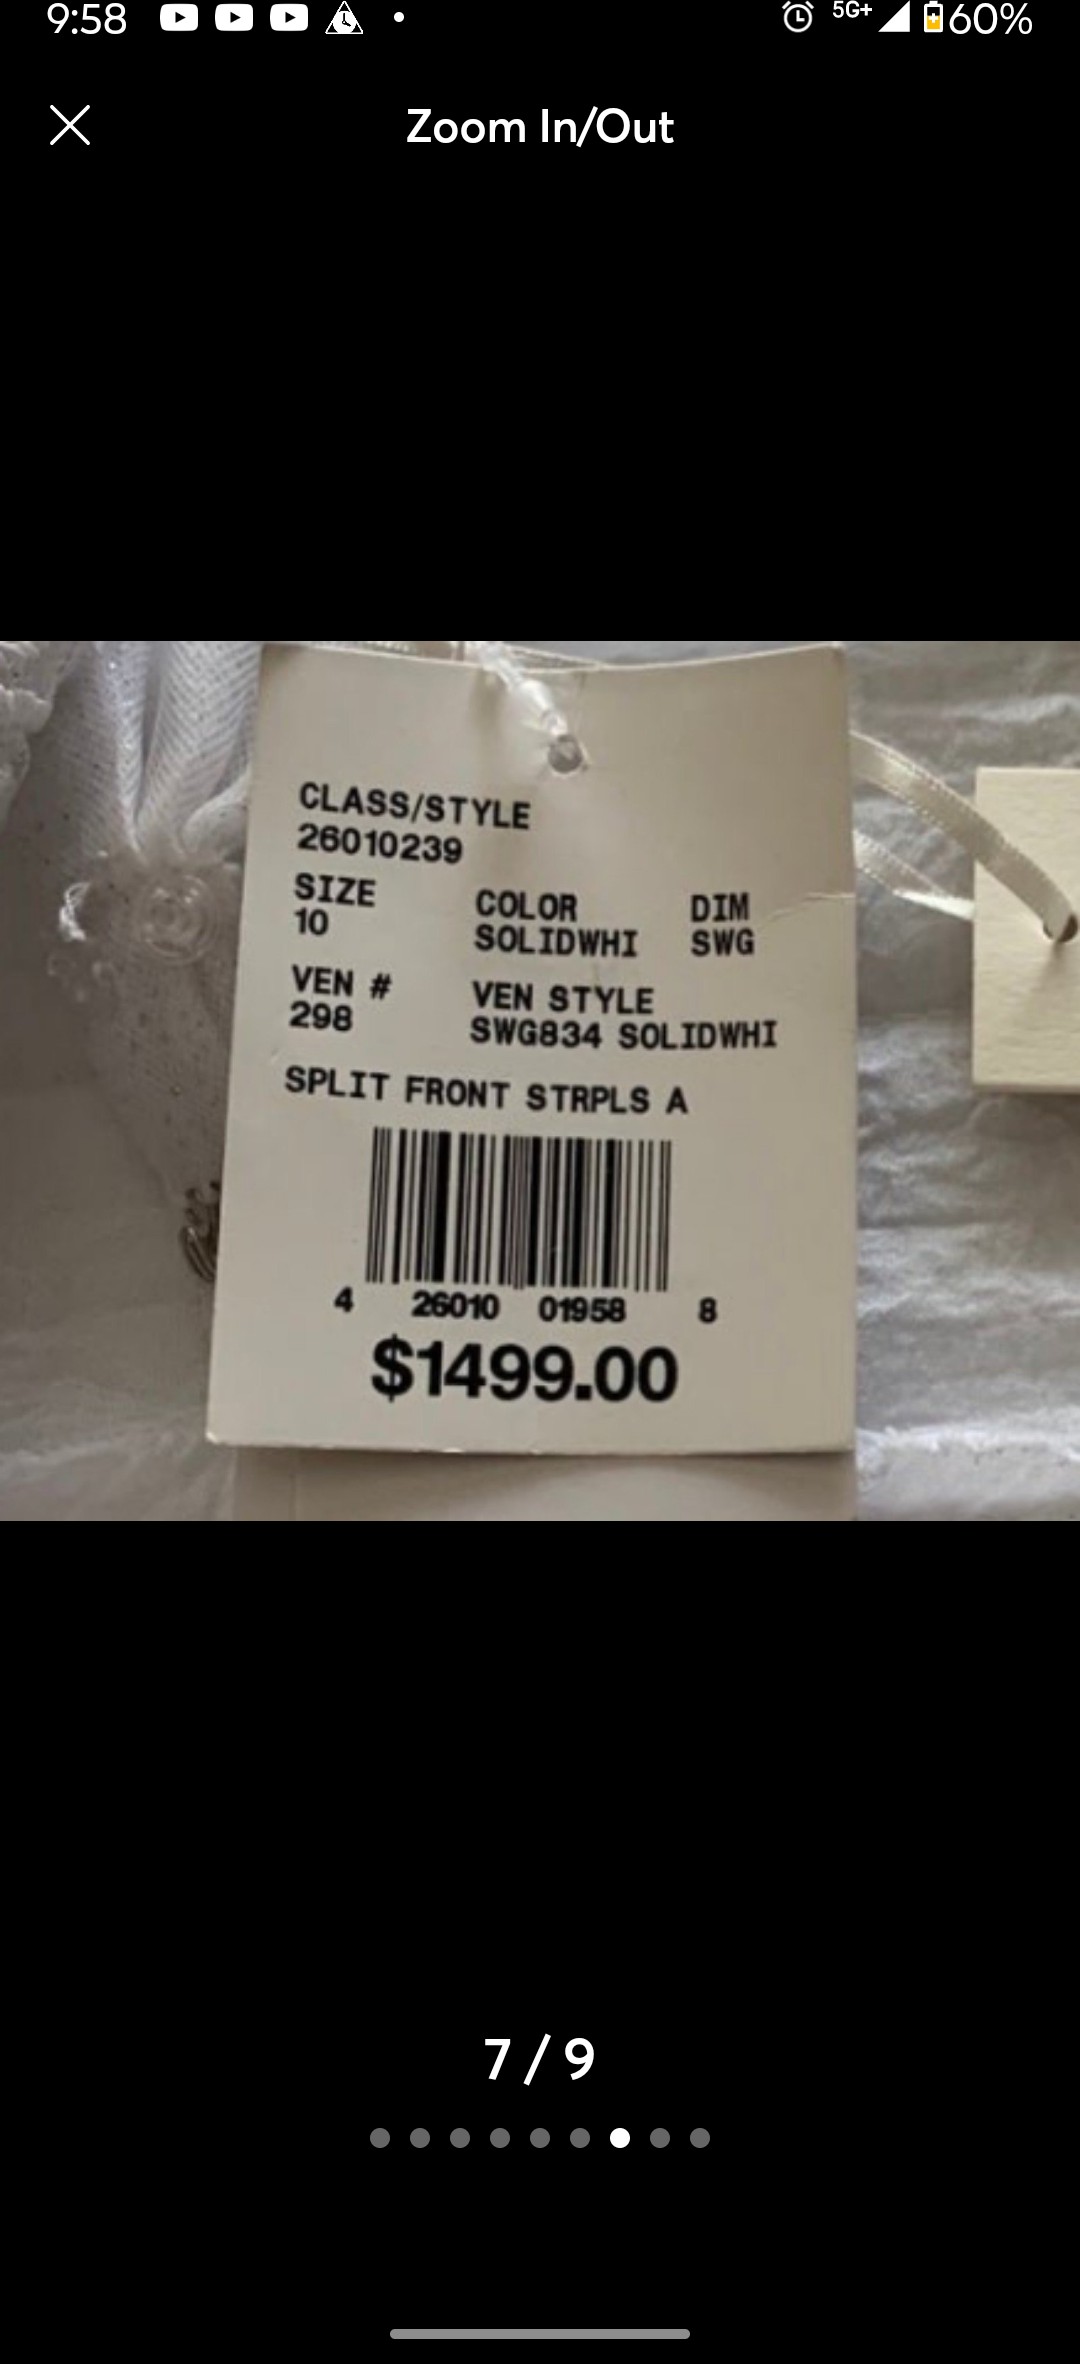 9:58 5G+ 60%
Zoom In/Out
CLASS/STYLE
26010239
SIZE COLOR DIM
10 SOLIDWHI SWG
VEN # VEN STYLE
298 SWG834 SOLIDWHI
SPLIT FRONT STRPLS A
4 26010 01958 8
$1499.00
7 / 9